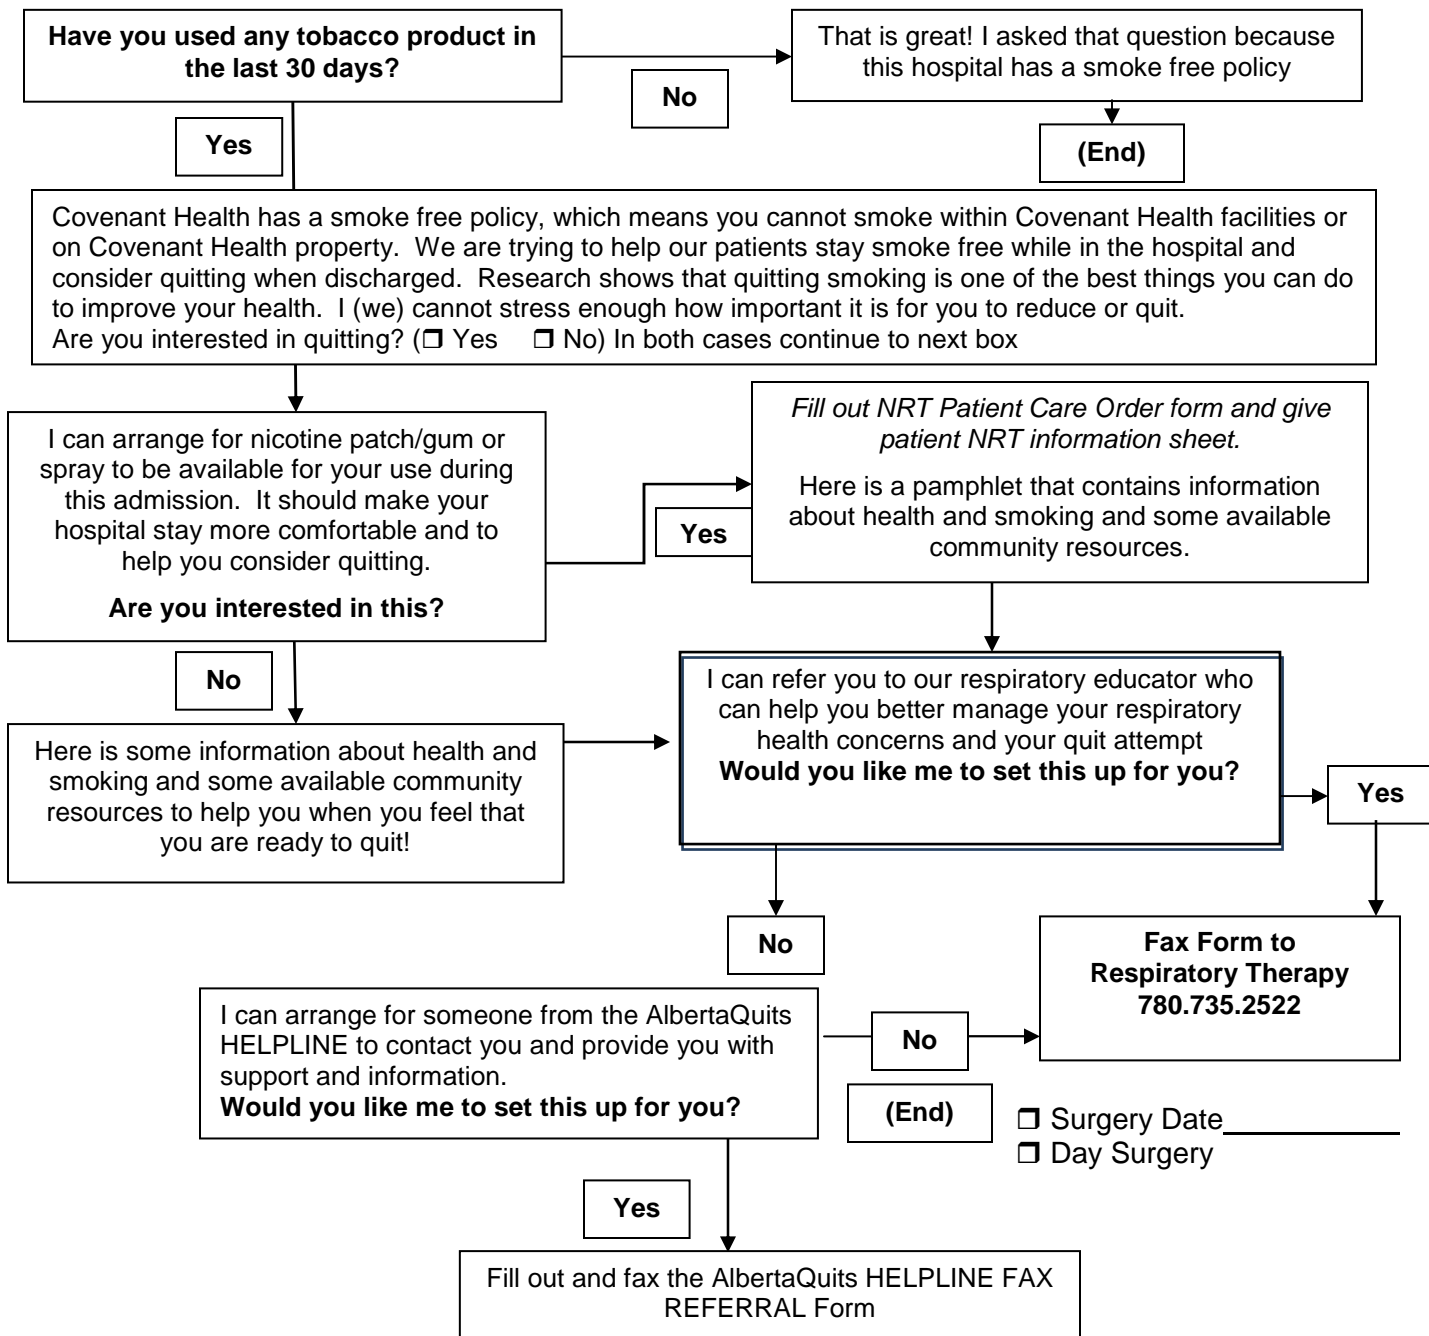 Have you used any tobacco product in
the last 30 days?
No
That is great! I asked that question because
this hospital has a smoke free policy
Yes
(End)
Covenant Health has a smoke free policy, which means you cannot smoke within Covenant Health facilities or
on Covenant Health property.  We are trying to help our patients stay smoke free while in the hospital and
consider quitting when discharged.  Research shows that quitting smoking is one of the best things you can do
to improve your health.  I (we) cannot stress enough how important it is for you to reduce or quit.
Are you interested in quitting? (❒ Yes    ❒ No) In both cases continue to next box
I can arrange for nicotine patch/gum or
spray to be available for your use during
this admission.  It should make your
hospital stay more comfortable and to
help you consider quitting.
Are you interested in this?
Yes
Fill out NRT Patient Care Order form and give
patient NRT information sheet.
Here is a pamphlet that contains information
about health and smoking and some available
community resources.
No
Here is some information about health and
smoking and some available community
resources to help you when you feel that
you are ready to quit!
I can refer you to our respiratory educator who
can help you better manage your respiratory
health concerns and your quit attempt
Would you like me to set this up for you?
Yes
No
Fax Form to
Respiratory Therapy
780.735.2522
I can arrange for someone from the AlbertaQuits
HELPLINE to contact you and provide you with
support and information.
Would you like me to set this up for you?
No
(End)
❒ Surgery Date___________
❒ Day Surgery
Yes
Fill out and fax the AlbertaQuits HELPLINE FAX
REFERRAL Form